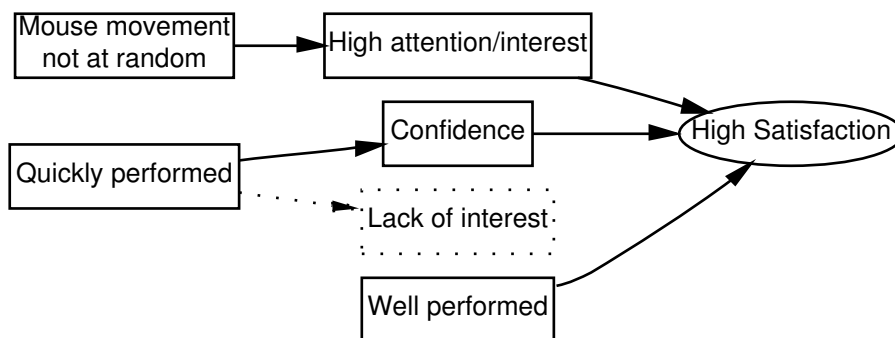 Mouse movement
not at random
High attention/interest
Confidence
High Satisfaction
Quickly performed
Lack of interest
Well performed